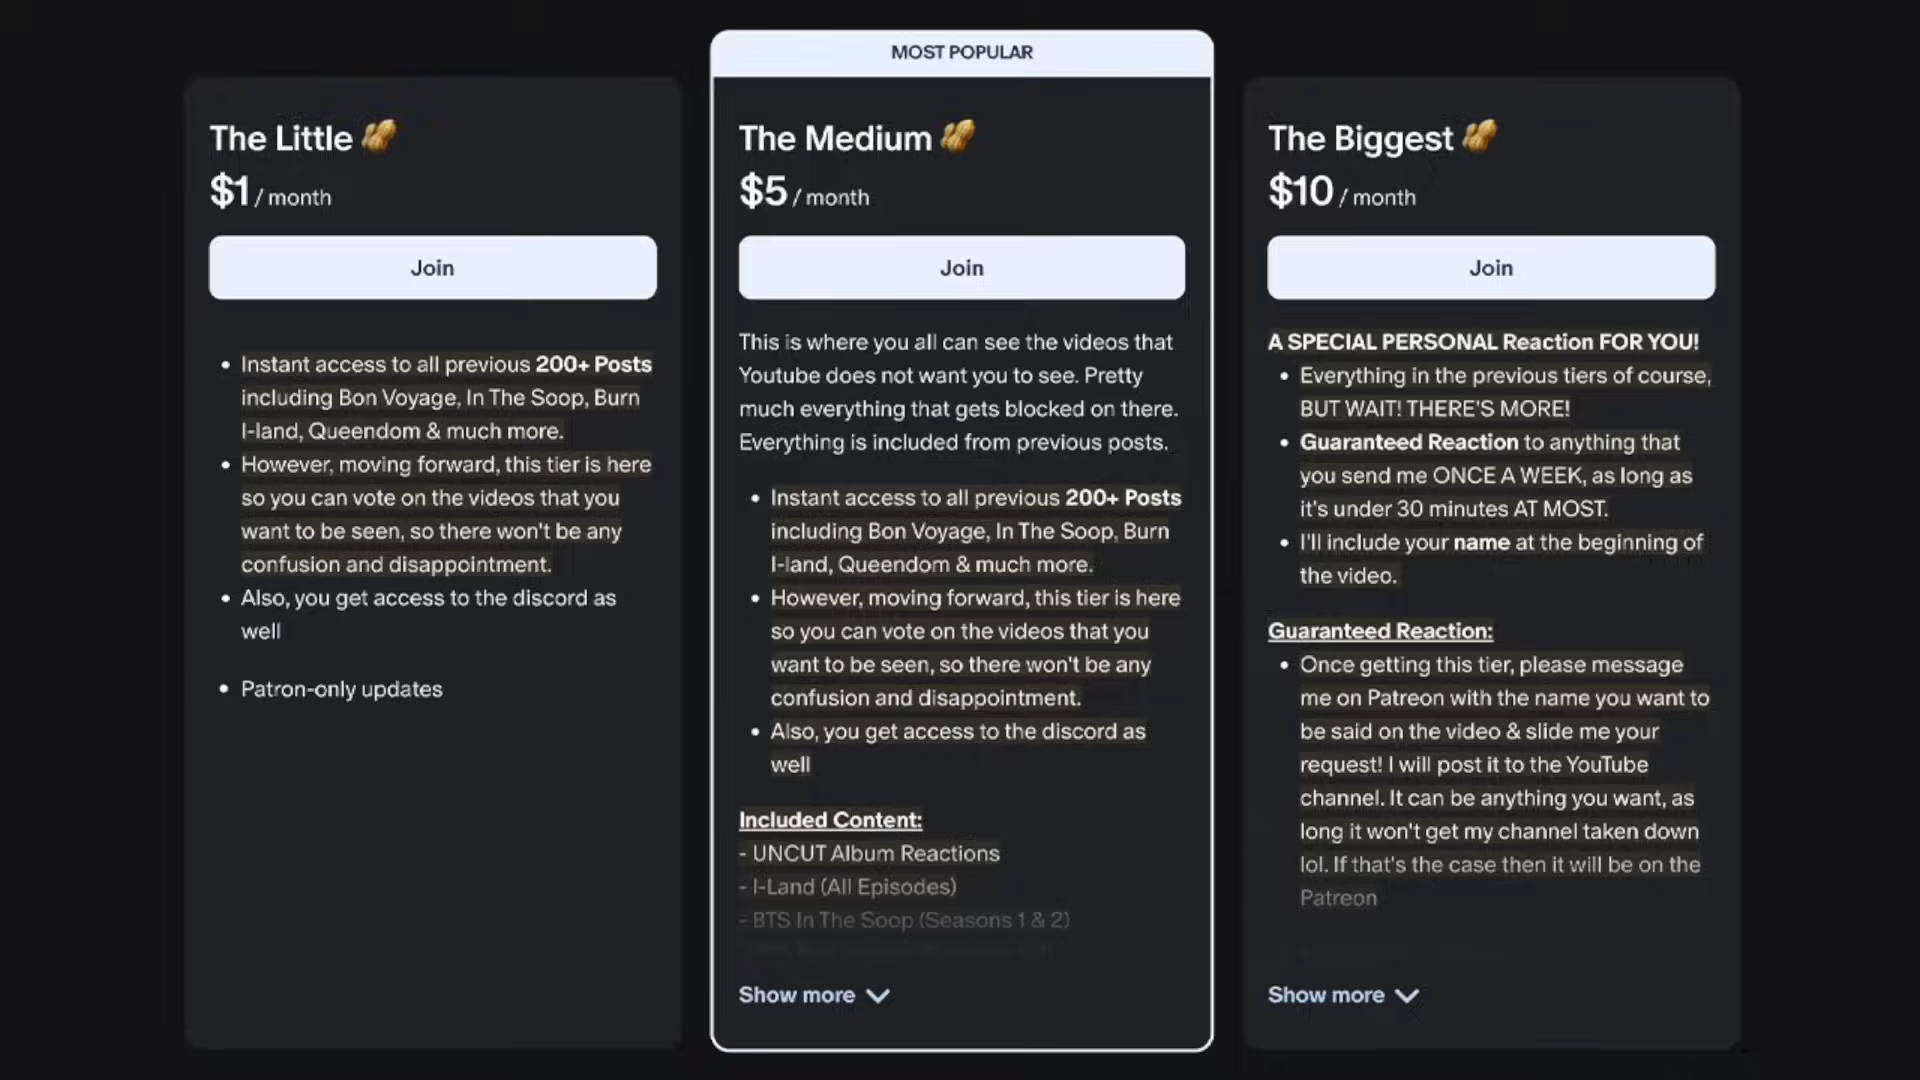 MOST POPULAR
The Little 🥜
$1 / month
Join
• Instant access to all previous 200+ Posts
including Bon Voyage, In The Soop, Burn
I-land, Queendom & much more.
• However, moving forward, this tier is here
so you can vote on the videos that you
want to be seen, so there won't be any
confusion and disappointment.
• Also, you get access to the discord as
well
• Patron-only updates
The Medium 🥜
$5 / month
Join
This is where you all can see the videos that
Youtube does not want you to see. Pretty
much everything that gets blocked on there.
Everything is included from previous posts.
• Instant access to all previous 200+ Posts
including Bon Voyage, In The Soop, Burn
I-land, Queendom & much more.
• However, moving forward, this tier is here
so you can vote on the videos that you
want to be seen, so there won't be any
confusion and disappointment.
• Also, you get access to the discord as
well
Included Content:
- UNCUT Album Reactions
- I-Land (All Episodes)
- BTS In The Soop (Seasons 1 & 2)
Show more
The Biggest 🥜
$10 / month
Join
A SPECIAL PERSONAL Reaction FOR YOU!
• Everything in the previous tiers of course,
BUT WAIT! THERE'S MORE!
• Guaranteed Reaction to anything that
you send me ONCE A WEEK, as long as
it's under 30 minutes AT MOST.
• I'll include your name at the beginning of
the video.
Guaranteed Reaction:
• Once getting this tier, please message
me on Patreon with the name you want to
be said on the video & slide me your
request! I will post it to the YouTube
channel. It can be anything you want, as
long it won't get my channel taken down
lol. If that's the case then it will be on the
Patreon
Show more